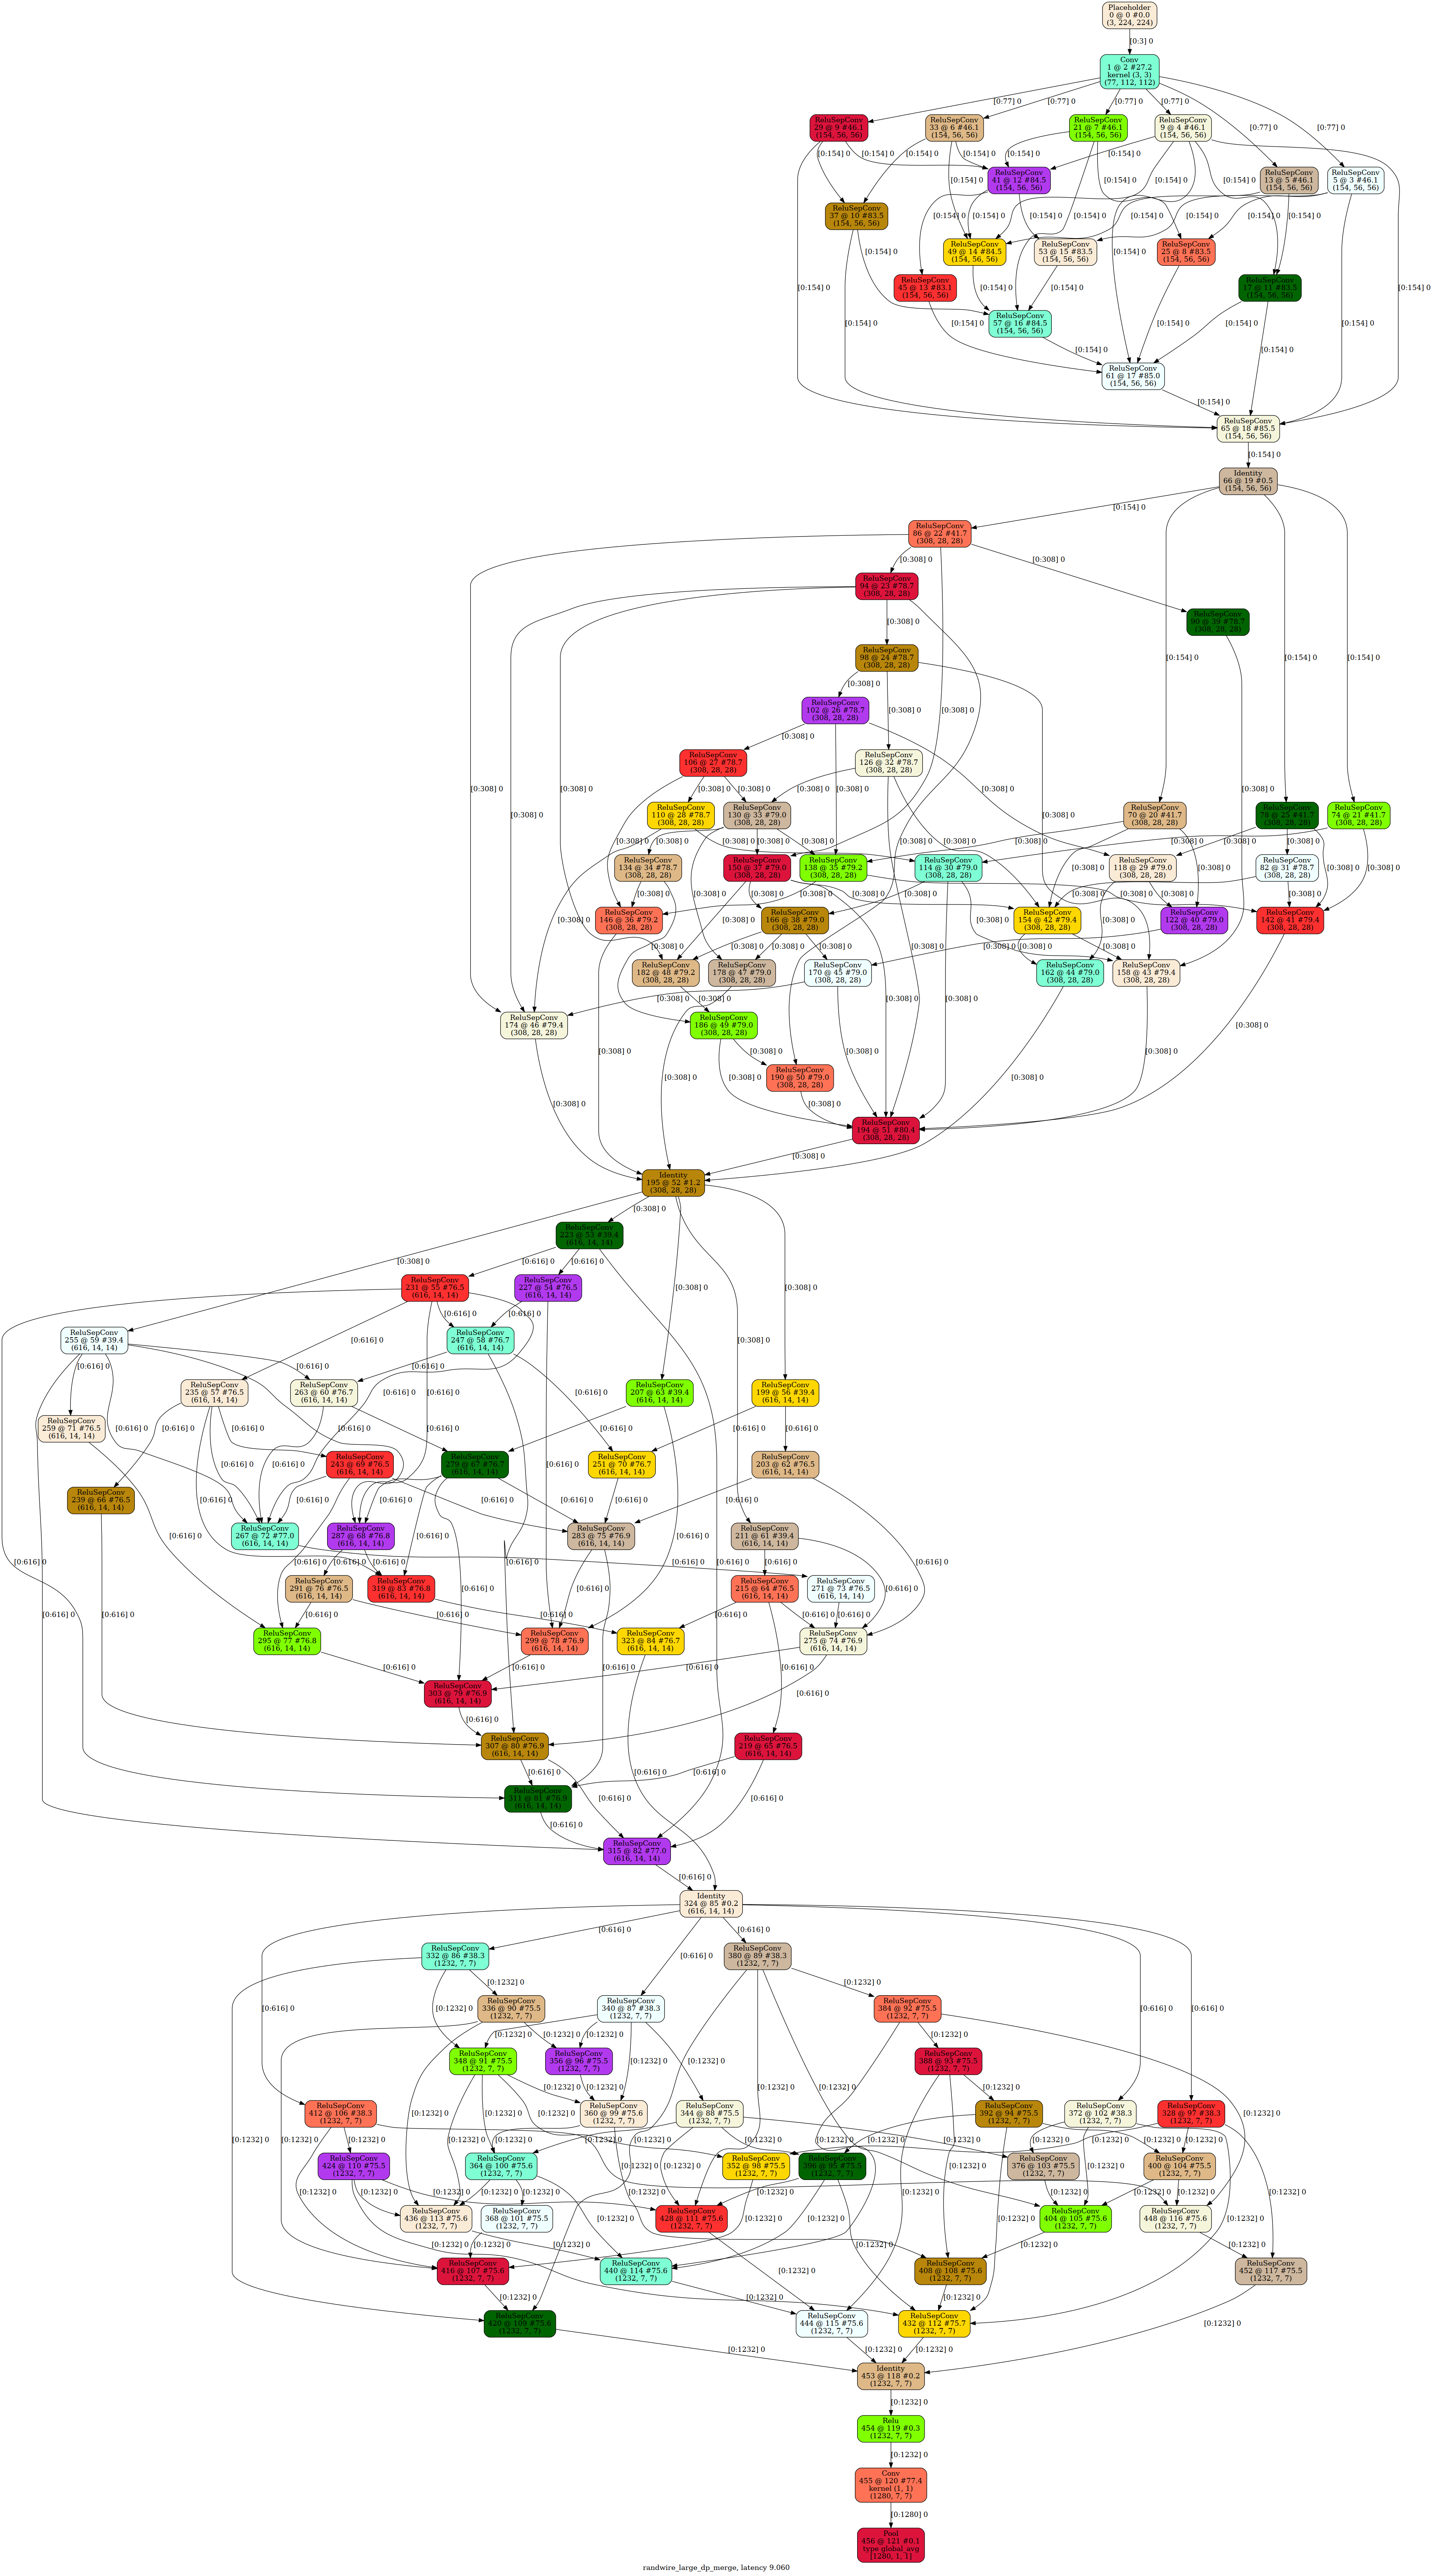 Placeholder
0 @ 0 #0.0
(3, 224, 224)
[0:3] 0
Conv
1 @ 2 #27.2
kernel (3, 3)
(77, 112, 112)
[0:77] 0
[0:77] 0
[0:77] 0
[0:77] 0
[0:77] 0
[0:77] 0
ReluSepConv
29 @ 9 #46.1
(154, 56, 56)
ReluSepConv
33 @ 6 #46.1
(154, 56, 56)
ReluSepConv
21 @ 7 #46.1
(154, 56, 56)
ReluSepConv
9 @ 4 #46.1
(154, 56, 56)
ReluSepConv
13 @ 5 #46.1
(154, 56, 56)
ReluSepConv
5 @ 3 #46.1
(154, 56, 56)
ReluSepConv
41 @ 12 #84.5
(154, 56, 56)
ReluSepConv
37 @ 10 #83.5
(154, 56, 56)
ReluSepConv
49 @ 14 #84.5
(154, 56, 56)
ReluSepConv
53 @ 15 #83.5
(154, 56, 56)
ReluSepConv
25 @ 8 #83.5
(154, 56, 56)
ReluSepConv
45 @ 13 #83.1
(154, 56, 56)
ReluSepConv
17 @ 11 #83.5
(154, 56, 56)
ReluSepConv
57 @ 16 #84.5
(154, 56, 56)
ReluSepConv
61 @ 17 #85.0
(154, 56, 56)
[0:154] 0
ReluSepConv
65 @ 18 #85.5
(154, 56, 56)
[0:154] 0
Identity
66 @ 19 #0.5
(154, 56, 56)
[0:154] 0
ReluSepConv
86 @ 22 #41.7
(308, 28, 28)
[0:308] 0
ReluSepConv
94 @ 23 #78.7
(308, 28, 28)
ReluSepConv
90 @ 39 #78.7
(308, 28, 28)
ReluSepConv
98 @ 24 #78.7
(308, 28, 28)
ReluSepConv
102 @ 26 #78.7
(308, 28, 28)
ReluSepConv
106 @ 27 #78.7
(308, 28, 28)
ReluSepConv
126 @ 32 #78.7
(308, 28, 28)
ReluSepConv
110 @ 28 #78.7
(308, 28, 28)
ReluSepConv
130 @ 33 #79.0
(308, 28, 28)
ReluSepConv
70 @ 20 #41.7
(308, 28, 28)
ReluSepConv
78 @ 25 #41.7
(308, 28, 28)
ReluSepConv
74 @ 21 #41.7
(308, 28, 28)
ReluSepConv
134 @ 34 #78.7
(308, 28, 28)
ReluSepConv
150 @ 37 #79.0
(308, 28, 28)
ReluSepConv
138 @ 35 #79.2
(308, 28, 28)
ReluSepConv
114 @ 30 #79.0
(308, 28, 28)
ReluSepConv
118 @ 29 #79.0
(308, 28, 28)
ReluSepConv
82 @ 31 #78.7
(308, 28, 28)
ReluSepConv
146 @ 36 #79.2
(308, 28, 28)
ReluSepConv
166 @ 38 #79.0
(308, 28, 28)
ReluSepConv
154 @ 42 #79.4
(308, 28, 28)
ReluSepConv
122 @ 40 #79.0
(308, 28, 28)
ReluSepConv
142 @ 41 #79.4
(308, 28, 28)
ReluSepConv
182 @ 48 #79.2
(308, 28, 28)
ReluSepConv
178 @ 47 #79.0
(308, 28, 28)
ReluSepConv
170 @ 45 #79.0
(308, 28, 28)
ReluSepConv
162 @ 44 #79.0
(308, 28, 28)
ReluSepConv
158 @ 43 #79.4
(308, 28, 28)
ReluSepConv
174 @ 46 #79.4
(308, 28, 28)
ReluSepConv
186 @ 49 #79.0
(308, 28, 28)
ReluSepConv
190 @ 50 #79.0
(308, 28, 28)
ReluSepConv
194 @ 51 #80.4
(308, 28, 28)
[0:308] 0
Identity
195 @ 52 #1.2
(308, 28, 28)
[0:308] 0
ReluSepConv
223 @ 53 #39.4
(616, 14, 14)
[0:616] 0
ReluSepConv
231 @ 55 #76.5
(616, 14, 14)
ReluSepConv
227 @ 54 #76.5
(616, 14, 14)
ReluSepConv
255 @ 59 #39.4
(616, 14, 14)
ReluSepConv
247 @ 58 #76.7
(616, 14, 14)
ReluSepConv
235 @ 57 #76.5
(616, 14, 14)
ReluSepConv
263 @ 60 #76.7
(616, 14, 14)
ReluSepConv
207 @ 63 #39.4
(616, 14, 14)
ReluSepConv
199 @ 56 #39.4
(616, 14, 14)
ReluSepConv
259 @ 71 #76.5
(616, 14, 14)
ReluSepConv
243 @ 69 #76.5
(616, 14, 14)
ReluSepConv
279 @ 67 #76.7
(616, 14, 14)
ReluSepConv
251 @ 70 #76.7
(616, 14, 14)
ReluSepConv
203 @ 62 #76.5
(616, 14, 14)
ReluSepConv
239 @ 66 #76.5
(616, 14, 14)
ReluSepConv
267 @ 72 #77.0
(616, 14, 14)
ReluSepConv
287 @ 68 #76.8
(616, 14, 14)
ReluSepConv
283 @ 75 #76.9
(616, 14, 14)
ReluSepConv
211 @ 61 #39.4
(616, 14, 14)
ReluSepConv
291 @ 76 #76.5
(616, 14, 14)
ReluSepConv
319 @ 83 #76.8
(616, 14, 14)
ReluSepConv
215 @ 64 #76.5
(616, 14, 14)
ReluSepConv
271 @ 73 #76.5
(616, 14, 14)
ReluSepConv
295 @ 77 #76.8
(616, 14, 14)
ReluSepConv
299 @ 78 #76.9
(616, 14, 14)
ReluSepConv
323 @ 84 #76.7
(616, 14, 14)
ReluSepConv
275 @ 74 #76.9
(616, 14, 14)
ReluSepConv
303 @ 79 #76.9
(616, 14, 14)
ReluSepConv
307 @ 80 #76.9
(616, 14, 14)
ReluSepConv
219 @ 65 #76.5
(616, 14, 14)
ReluSepConv
311 @ 81 #76.9
(616, 14, 14)
ReluSepConv
315 @ 82 #77.0
(616, 14, 14)
[0:616] 0
Identity
324 @ 85 #0.2
(616, 14, 14)
[0:616] 0
ReluSepConv
332 @ 86 #38.3
(1232, 7, 7)
ReluSepConv
380 @ 89 #38.3
(1232, 7, 7)
[0:1232] 0
ReluSepConv
336 @ 90 #75.5
(1232, 7, 7)
ReluSepConv
340 @ 87 #38.3
(1232, 7, 7)
ReluSepConv
384 @ 92 #75.5
(1232, 7, 7)
ReluSepConv
348 @ 91 #75.5
(1232, 7, 7)
ReluSepConv
356 @ 96 #75.5
(1232, 7, 7)
ReluSepConv
388 @ 93 #75.5
(1232, 7, 7)
ReluSepConv
412 @ 106 #38.3
(1232, 7, 7)
ReluSepConv
360 @ 99 #75.6
(1232, 7, 7)
ReluSepConv
344 @ 88 #75.5
(1232, 7, 7)
ReluSepConv
392 @ 94 #75.5
(1232, 7, 7)
ReluSepConv
372 @ 102 #38.3
(1232, 7, 7)
ReluSepConv
328 @ 97 #38.3
(1232, 7, 7)
ReluSepConv
424 @ 110 #75.5
(1232, 7, 7)
ReluSepConv
364 @ 100 #75.6
(1232, 7, 7)
ReluSepConv
352 @ 98 #75.5
(1232, 7, 7)
ReluSepConv
396 @ 95 #75.5
(1232, 7, 7)
ReluSepConv
376 @ 103 #75.5
(1232, 7, 7)
ReluSepConv
400 @ 104 #75.5
(1232, 7, 7)
ReluSepConv
436 @ 113 #75.6
(1232, 7, 7)
ReluSepConv
368 @ 101 #75.5
(1232, 7, 7)
ReluSepConv
428 @ 111 #75.6
(1232, 7, 7)
ReluSepConv
404 @ 105 #75.6
(1232, 7, 7)
ReluSepConv
448 @ 116 #75.6
(1232, 7, 7)
ReluSepConv
416 @ 107 #75.6
(1232, 7, 7)
ReluSepConv
440 @ 114 #75.6
(1232, 7, 7)
ReluSepConv
408 @ 108 #75.6
(1232, 7, 7)
ReluSepConv
452 @ 117 #75.5
(1232, 7, 7)
ReluSepConv
420 @ 109 #75.6
(1232, 7, 7)
ReluSepConv
444 @ 115 #75.6
(1232, 7, 7)
ReluSepConv
432 @ 112 #75.7
(1232, 7, 7)
[0:1232] 0
Identity
453 @ 118 #0.2
(1232, 7, 7)
[0:1232] 0
Relu
454 @ 119 #0.3
(1232, 7, 7)
[0:1232] 0
Conv
455 @ 120 #77.4
kernel (1, 1)
(1280, 7, 7)
[0:1280] 0
Pool
456 @ 121 #0.1
type global_avg
[1280, 1, 1]
randwire_large_dp_merge, latency 9.060